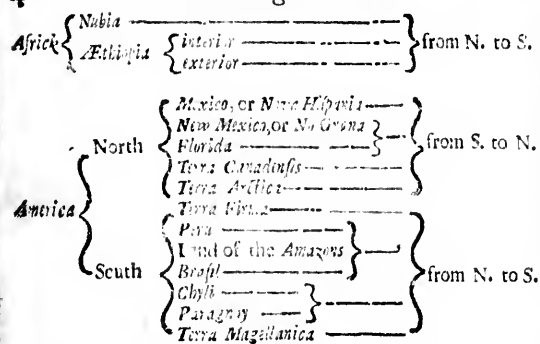 Nubia
Africk Æthiopia interior from N. to S.
exterior
Mexico, or Nova Hiſpania
New Mexico, or
North Florida from S. to N.
Terra Canadenſis
Terra Arctica
America Terra Firma
Peru
Land of the Amazons
South Braſil from N. to S.
Chyli
Paraguay
Terra Magellanica